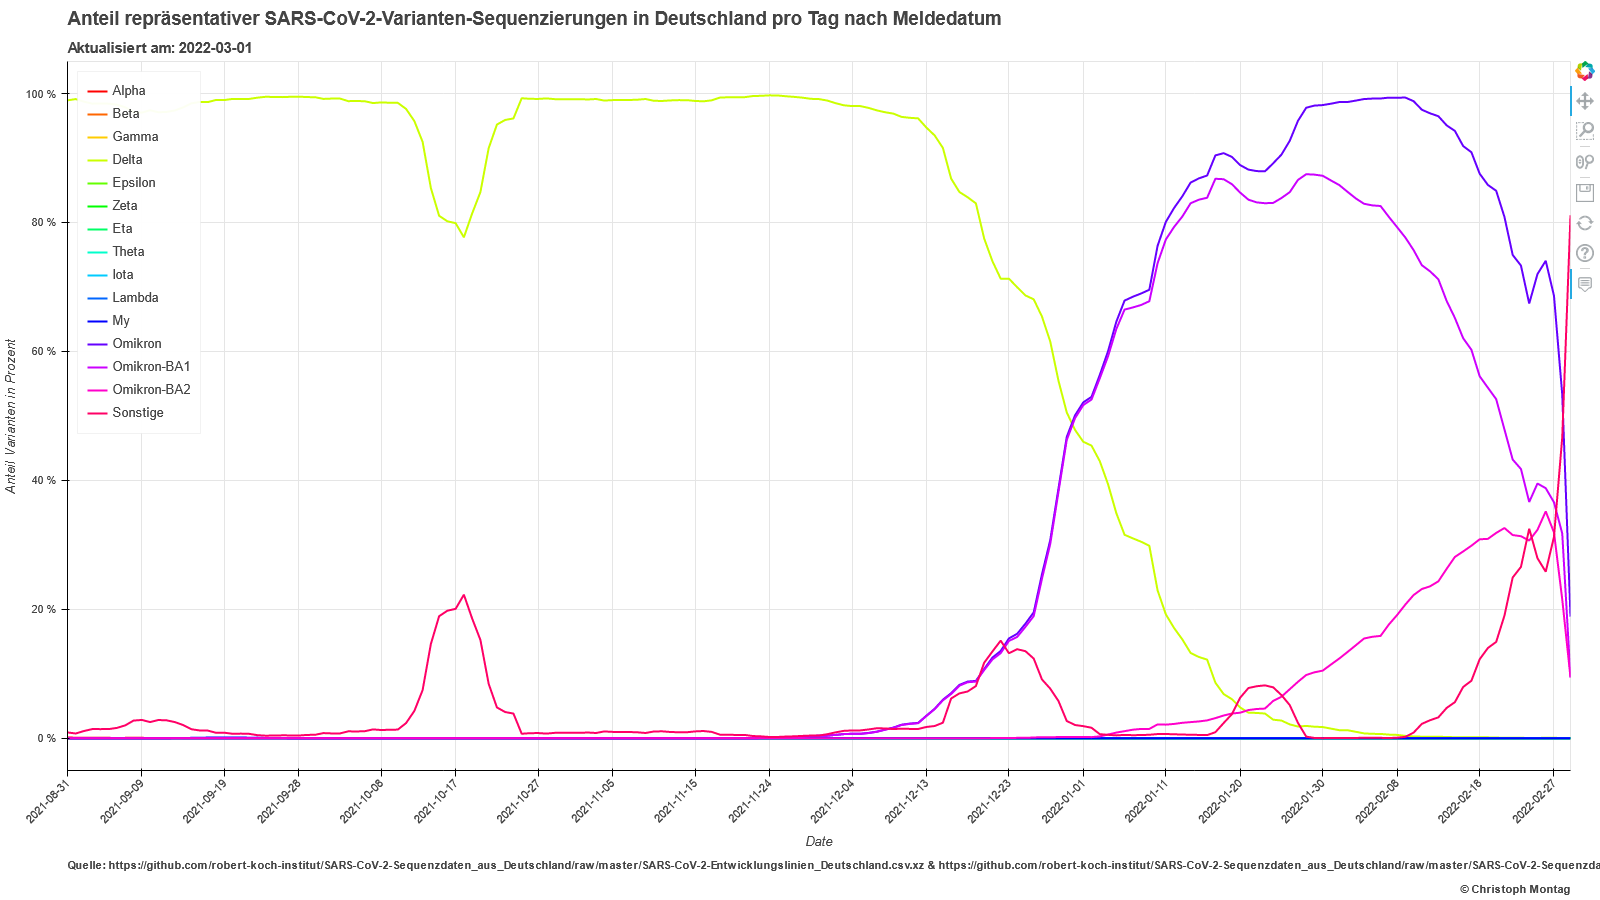 Anteil repräsentativer SARS-CoV-2-Varianten-Sequenzierungen in Deutschland pro Tag nach Meldedatum
Aktualisiert am: 2022-03-01
Alpha
Beta
Gamma
Delta
Epsilon
Zeta
Eta
Theta
Iota
Lambda
My
Omikron
Omikron-BA1
Omikron-BA2
Sonstige
100 %
80 %
60 %
40 %
20 %
0 %
Anteil Varianten in Prozent
2021-08-31
2021-09-09
2021-09-19
2021-09-28
2021-10-08
2021-10-17
2021-10-27
2021-11-05
2021-11-15
2021-11-24
2021-12-04
2021-12-13
2021-12-23
2022-01-01
2022-01-11
2022-01-20
2022-01-30
2022-02-08
2022-02-18
2022-02-27
Date
Quelle: https://github.com/robert-koch-institut/SARS-CoV-2-Sequenzdaten_aus_Deutschland/raw/master/SARS-CoV-2-Entwicklungslinien_Deutschland.csv.xz & https://github.com/robert-koch-institut/SARS-CoV-2-Sequenzdaten_aus_Deutschland/raw/master/SARS-CoV-2-Sequenzda
© Christoph Montag